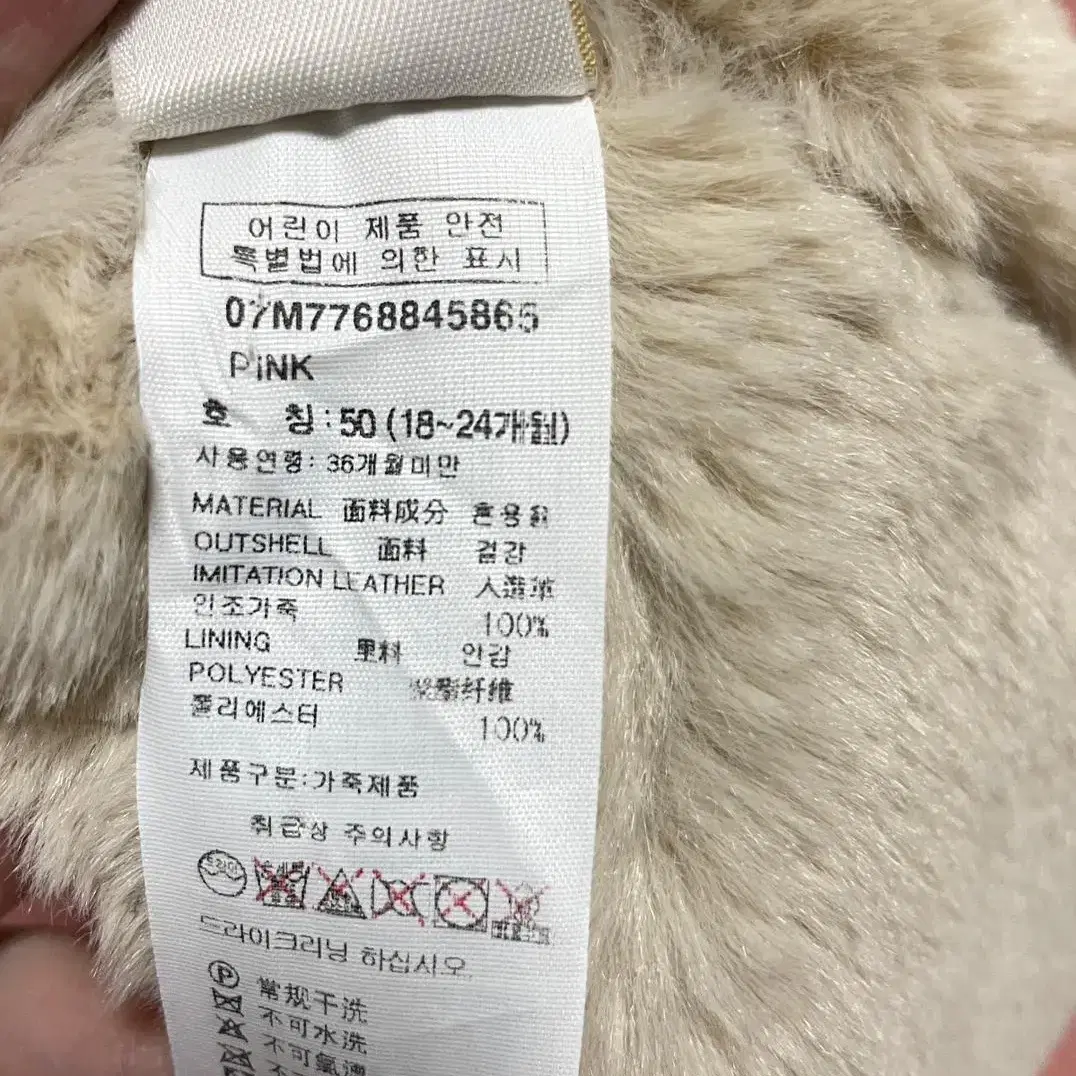 어린이 제품 안전
특별법에 의한 표시
07M7768845865
PINK
호 칭: 50 (18~24개월)
사용연령: 36개월미만
MATERIAL 面料成分 혼용율
OUTSHELL 面料 겉감
IMITATION LEATHER 人造革
인조가죽 100%
LINING 里料 안감
POLYESTER 聚酯纤维
폴리에스터 100%
제품구분:가죽제품
취급상 주의사항
드라이
드라이크리닝 하십시오
P 常规干洗
不可水洗
不可氯漂